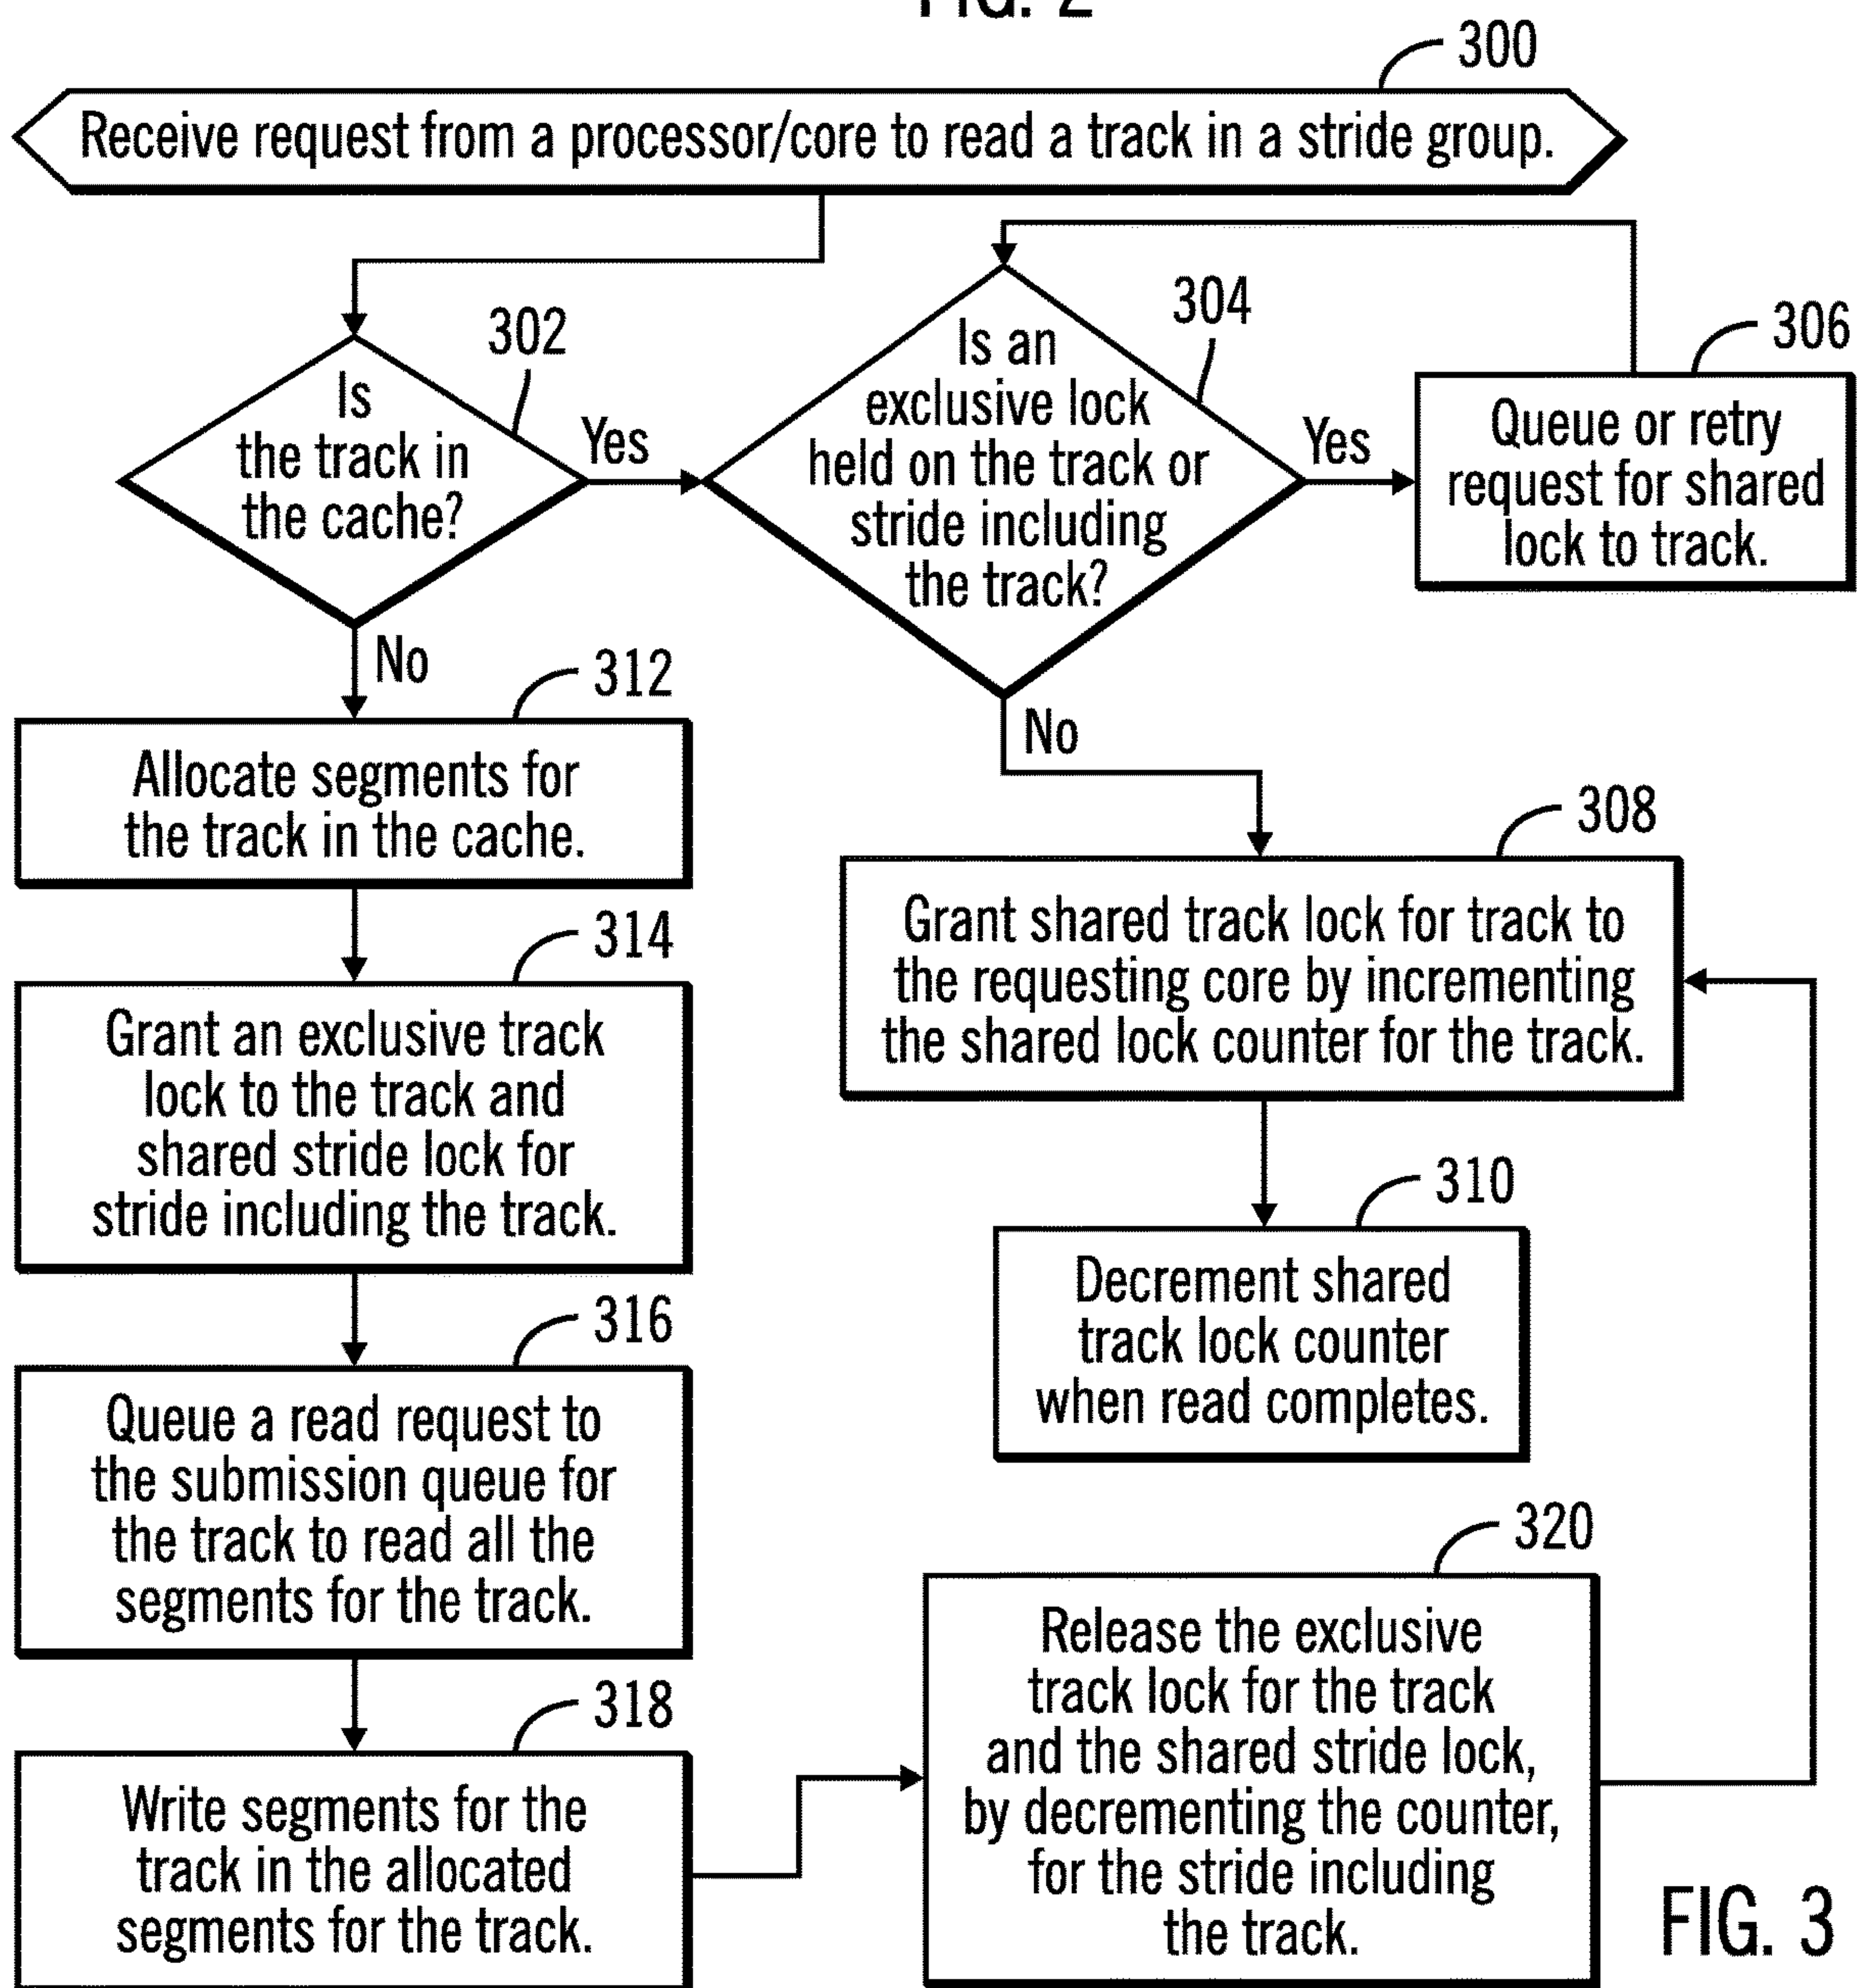 FIG. 2
300
Receive request from a processor/core to read a track in a stride group.
302
Is
the track in
the cache?
Yes
304
Is an
exclusive lock
held on the track or
stride including
the track?
Yes
306
Queue or retry
request for shared
lock to track.
No
No
312
Allocate segments for
the track in the cache.
308
Grant shared track lock for track to
the requesting core by incrementing
the shared lock counter for the track.
314
Grant an exclusive track
lock to the track and
shared stride lock for
stride including the track.
310
Decrement shared
track lock counter
when read completes.
316
Queue a read request to
the submission queue for
the track to read all the
segments for the track.
318
Write segments for the
track in the allocated
segments for the track.
320
Release the exclusive
track lock for the track
and the shared stride lock,
by decrementing the counter,
for the stride including
the track.
FIG. 3